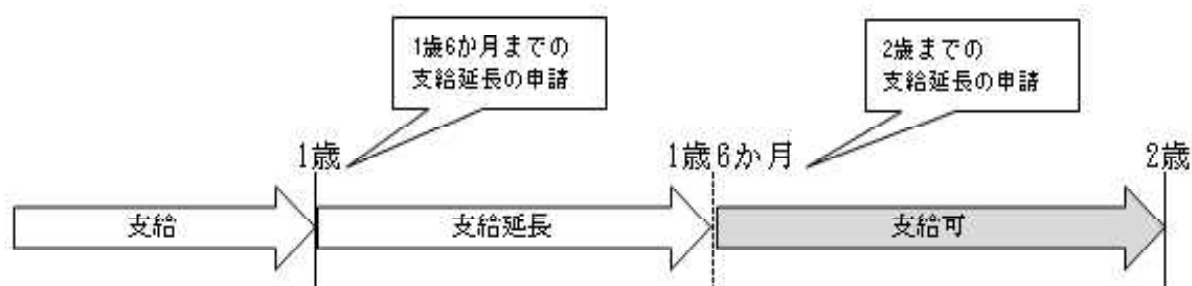 1歳6か月までの
支給延長の申請
2歳までの
支給延長の申請
1歳
1歳6か月
2歳
支給
支給延長
支給可